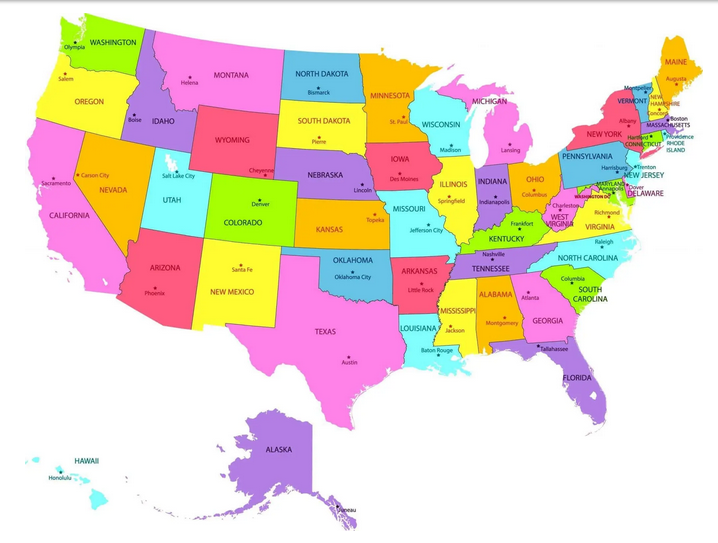 WASHINGTON
Olympia
Salem
OREGON
Boise
IDAHO
Helena
MONTANA
NORTH DAKOTA
Bismarck
MINNESOTA
St. Paul
SOUTH DAKOTA
Pierre
WISCONSIN
Madison
MICHIGAN
Lansing
MAINE
Augusta
Montpelier
VERMONT
NEW
HAMPSHIRE
Concord
Boston
MASSACHUSETTS
Albany
NEW YORK
Hartford
CONNECTICUT
Providence
RHODE
ISLAND
WYOMING
Cheyenne
NEBRASKA
Lincoln
IOWA
Des Moines
ILLINOIS
Springfield
INDIANA
Indianapolis
OHIO
Columbus
PENNSYLVANIA
Harrisburg
Trenton
NEW JERSEY
MARYLAND
Annapolis
Dover
DELAWARE
WASHINGTON DC
Sacramento
CALIFORNIA
Carson City
NEVADA
Salt Lake City
UTAH
Denver
COLORADO
Topeka
KANSAS
MISSOURI
Jefferson City
Frankfort
KENTUCKY
Charleston
WEST
VIRGINIA
Richmond
VIRGINIA
ARIZONA
Phoenix
Santa Fe
NEW MEXICO
OKLAHOMA
Oklahoma City
ARKANSAS
Little Rock
Nashville
TENNESSEE
Raleigh
NORTH CAROLINA
Columbia
SOUTH
CAROLINA
TEXAS
Austin
LOUISIANA
Baton Rouge
MISSISSIPPI
Jackson
ALABAMA
Montgomery
Atlanta
GEORGIA
Tallahassee
FLORIDA
ALASKA
Juneau
HAWAII
Honolulu